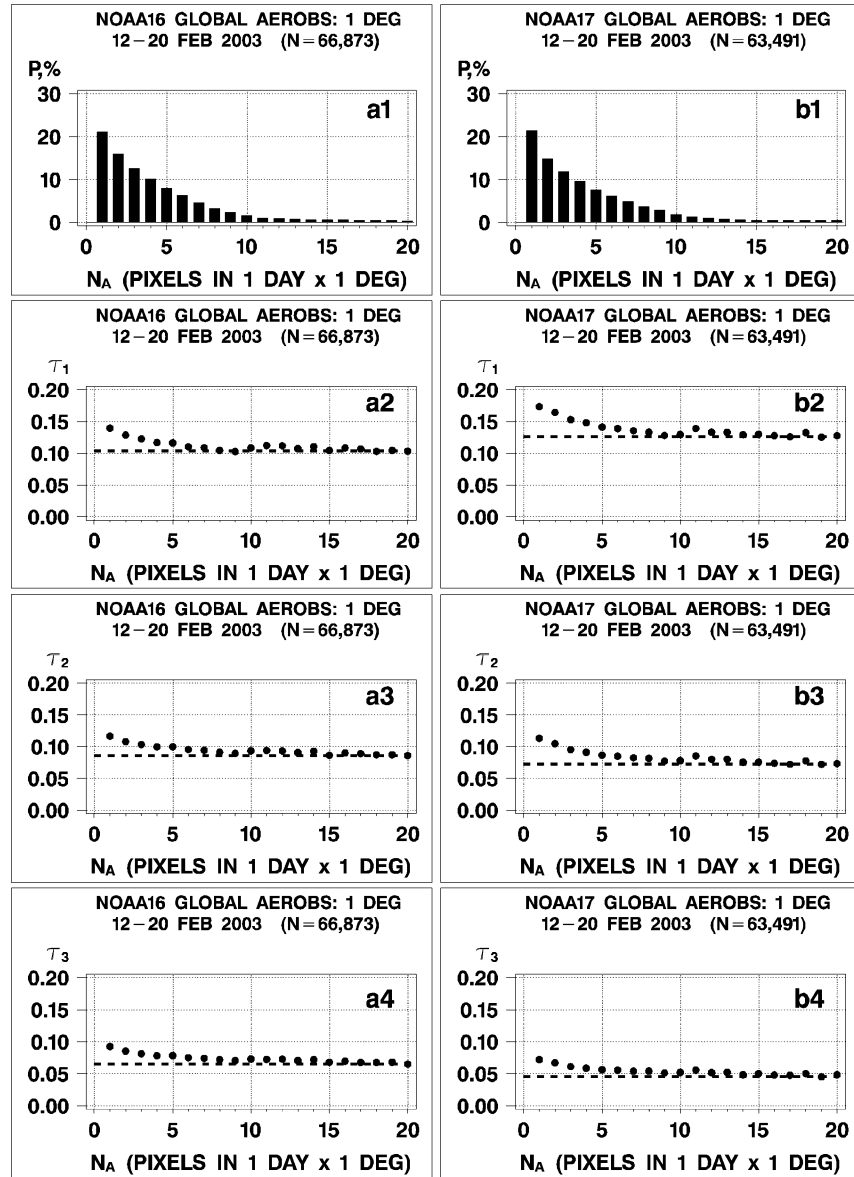 NOAA16 GLOBAL AEROBS: 1 DEG
12−20 FEB 2003 (N=66,873)
P,%
a1
30
20
10
0
0 5 10 15 20
N_A (PIXELS IN 1 DAY x 1 DEG)
NOAA17 GLOBAL AEROBS: 1 DEG
12−20 FEB 2003 (N=63,491)
P,%
b1
30
20
10
0
0 5 10 15 20
N_A (PIXELS IN 1 DAY x 1 DEG)
NOAA16 GLOBAL AEROBS: 1 DEG
12−20 FEB 2003 (N=66,873)
τ1
a2
0.20
0.15
0.10
0.05
0.00
0 5 10 15 20
N_A (PIXELS IN 1 DAY x 1 DEG)
NOAA17 GLOBAL AEROBS: 1 DEG
12−20 FEB 2003 (N=63,491)
τ1
b2
0.20
0.15
0.10
0.05
0.00
0 5 10 15 20
N_A (PIXELS IN 1 DAY x 1 DEG)
NOAA16 GLOBAL AEROBS: 1 DEG
12−20 FEB 2003 (N=66,873)
τ2
a3
0.20
0.15
0.10
0.05
0.00
0 5 10 15 20
N_A (PIXELS IN 1 DAY x 1 DEG)
NOAA17 GLOBAL AEROBS: 1 DEG
12−20 FEB 2003 (N=63,491)
τ2
b3
0.20
0.15
0.10
0.05
0.00
0 5 10 15 20
N_A (PIXELS IN 1 DAY x 1 DEG)
NOAA16 GLOBAL AEROBS: 1 DEG
12−20 FEB 2003 (N=66,873)
τ3
a4
0.20
0.15
0.10
0.05
0.00
0 5 10 15 20
N_A (PIXELS IN 1 DAY x 1 DEG)
NOAA17 GLOBAL AEROBS: 1 DEG
12−20 FEB 2003 (N=63,491)
τ3
b4
0.20
0.15
0.10
0.05
0.00
0 5 10 15 20
N_A (PIXELS IN 1 DAY x 1 DEG)